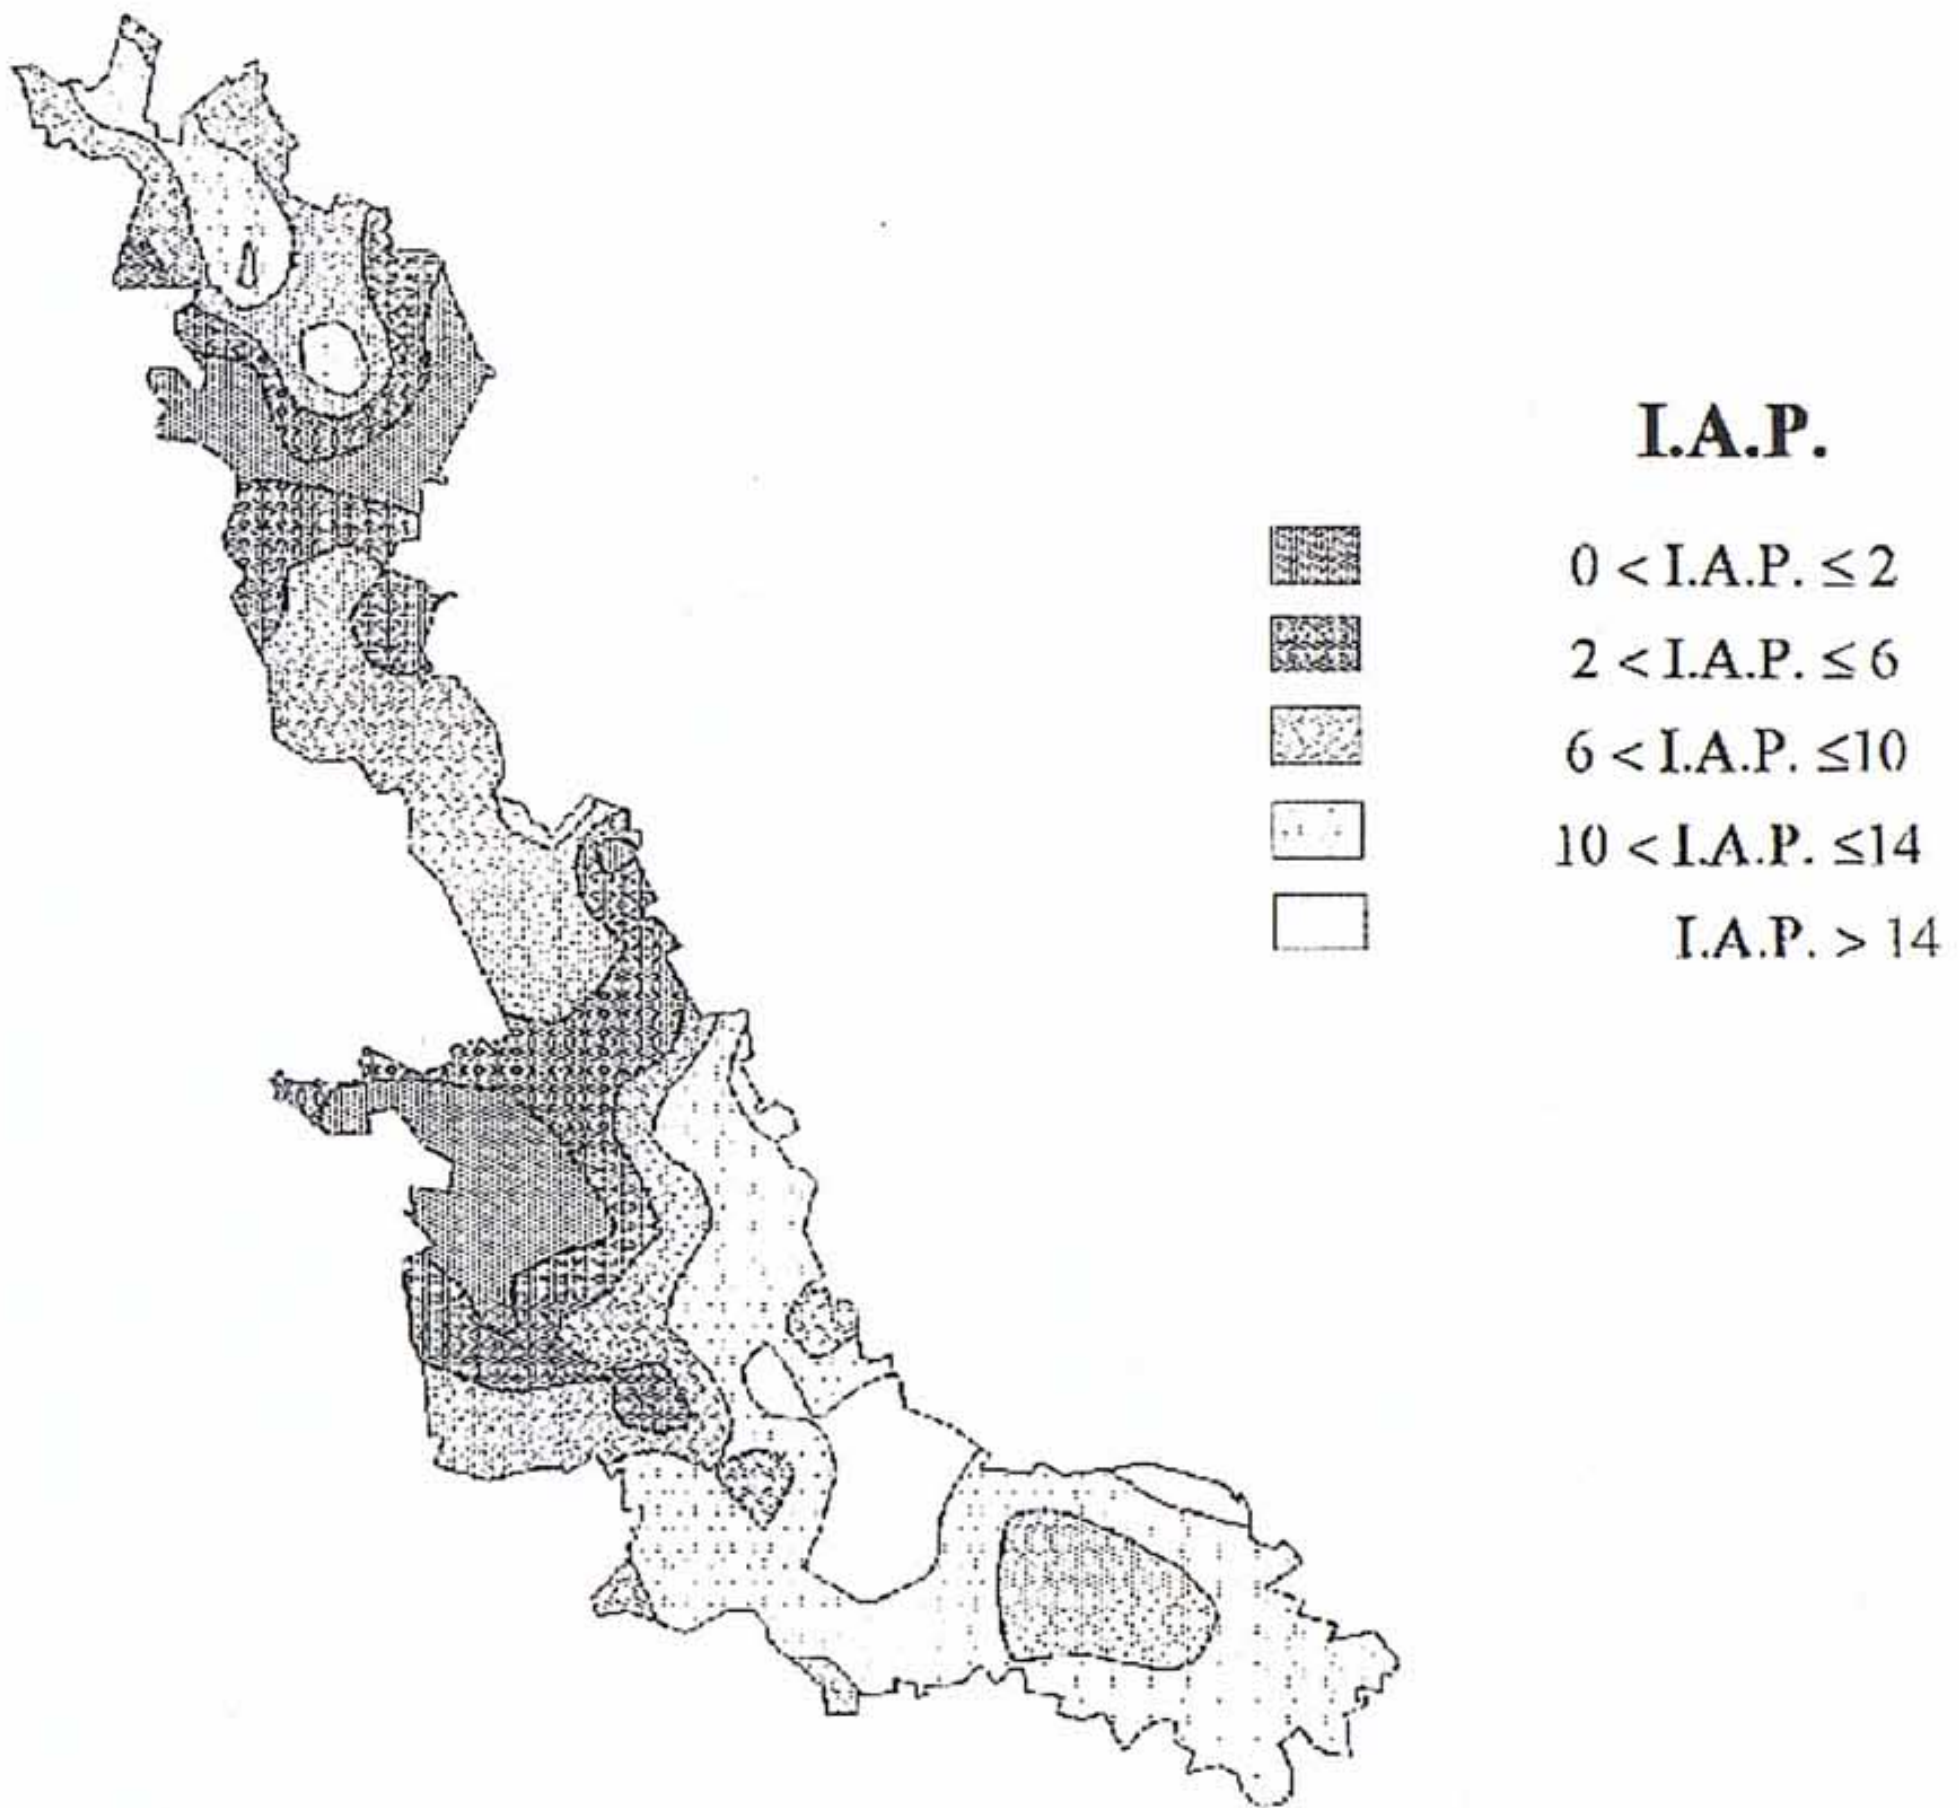 I.A.P.
0 < I.A.P. ≤ 2
2 < I.A.P. ≤ 6
6 < I.A.P. ≤10
10 < I.A.P. ≤14
I.A.P. > 14